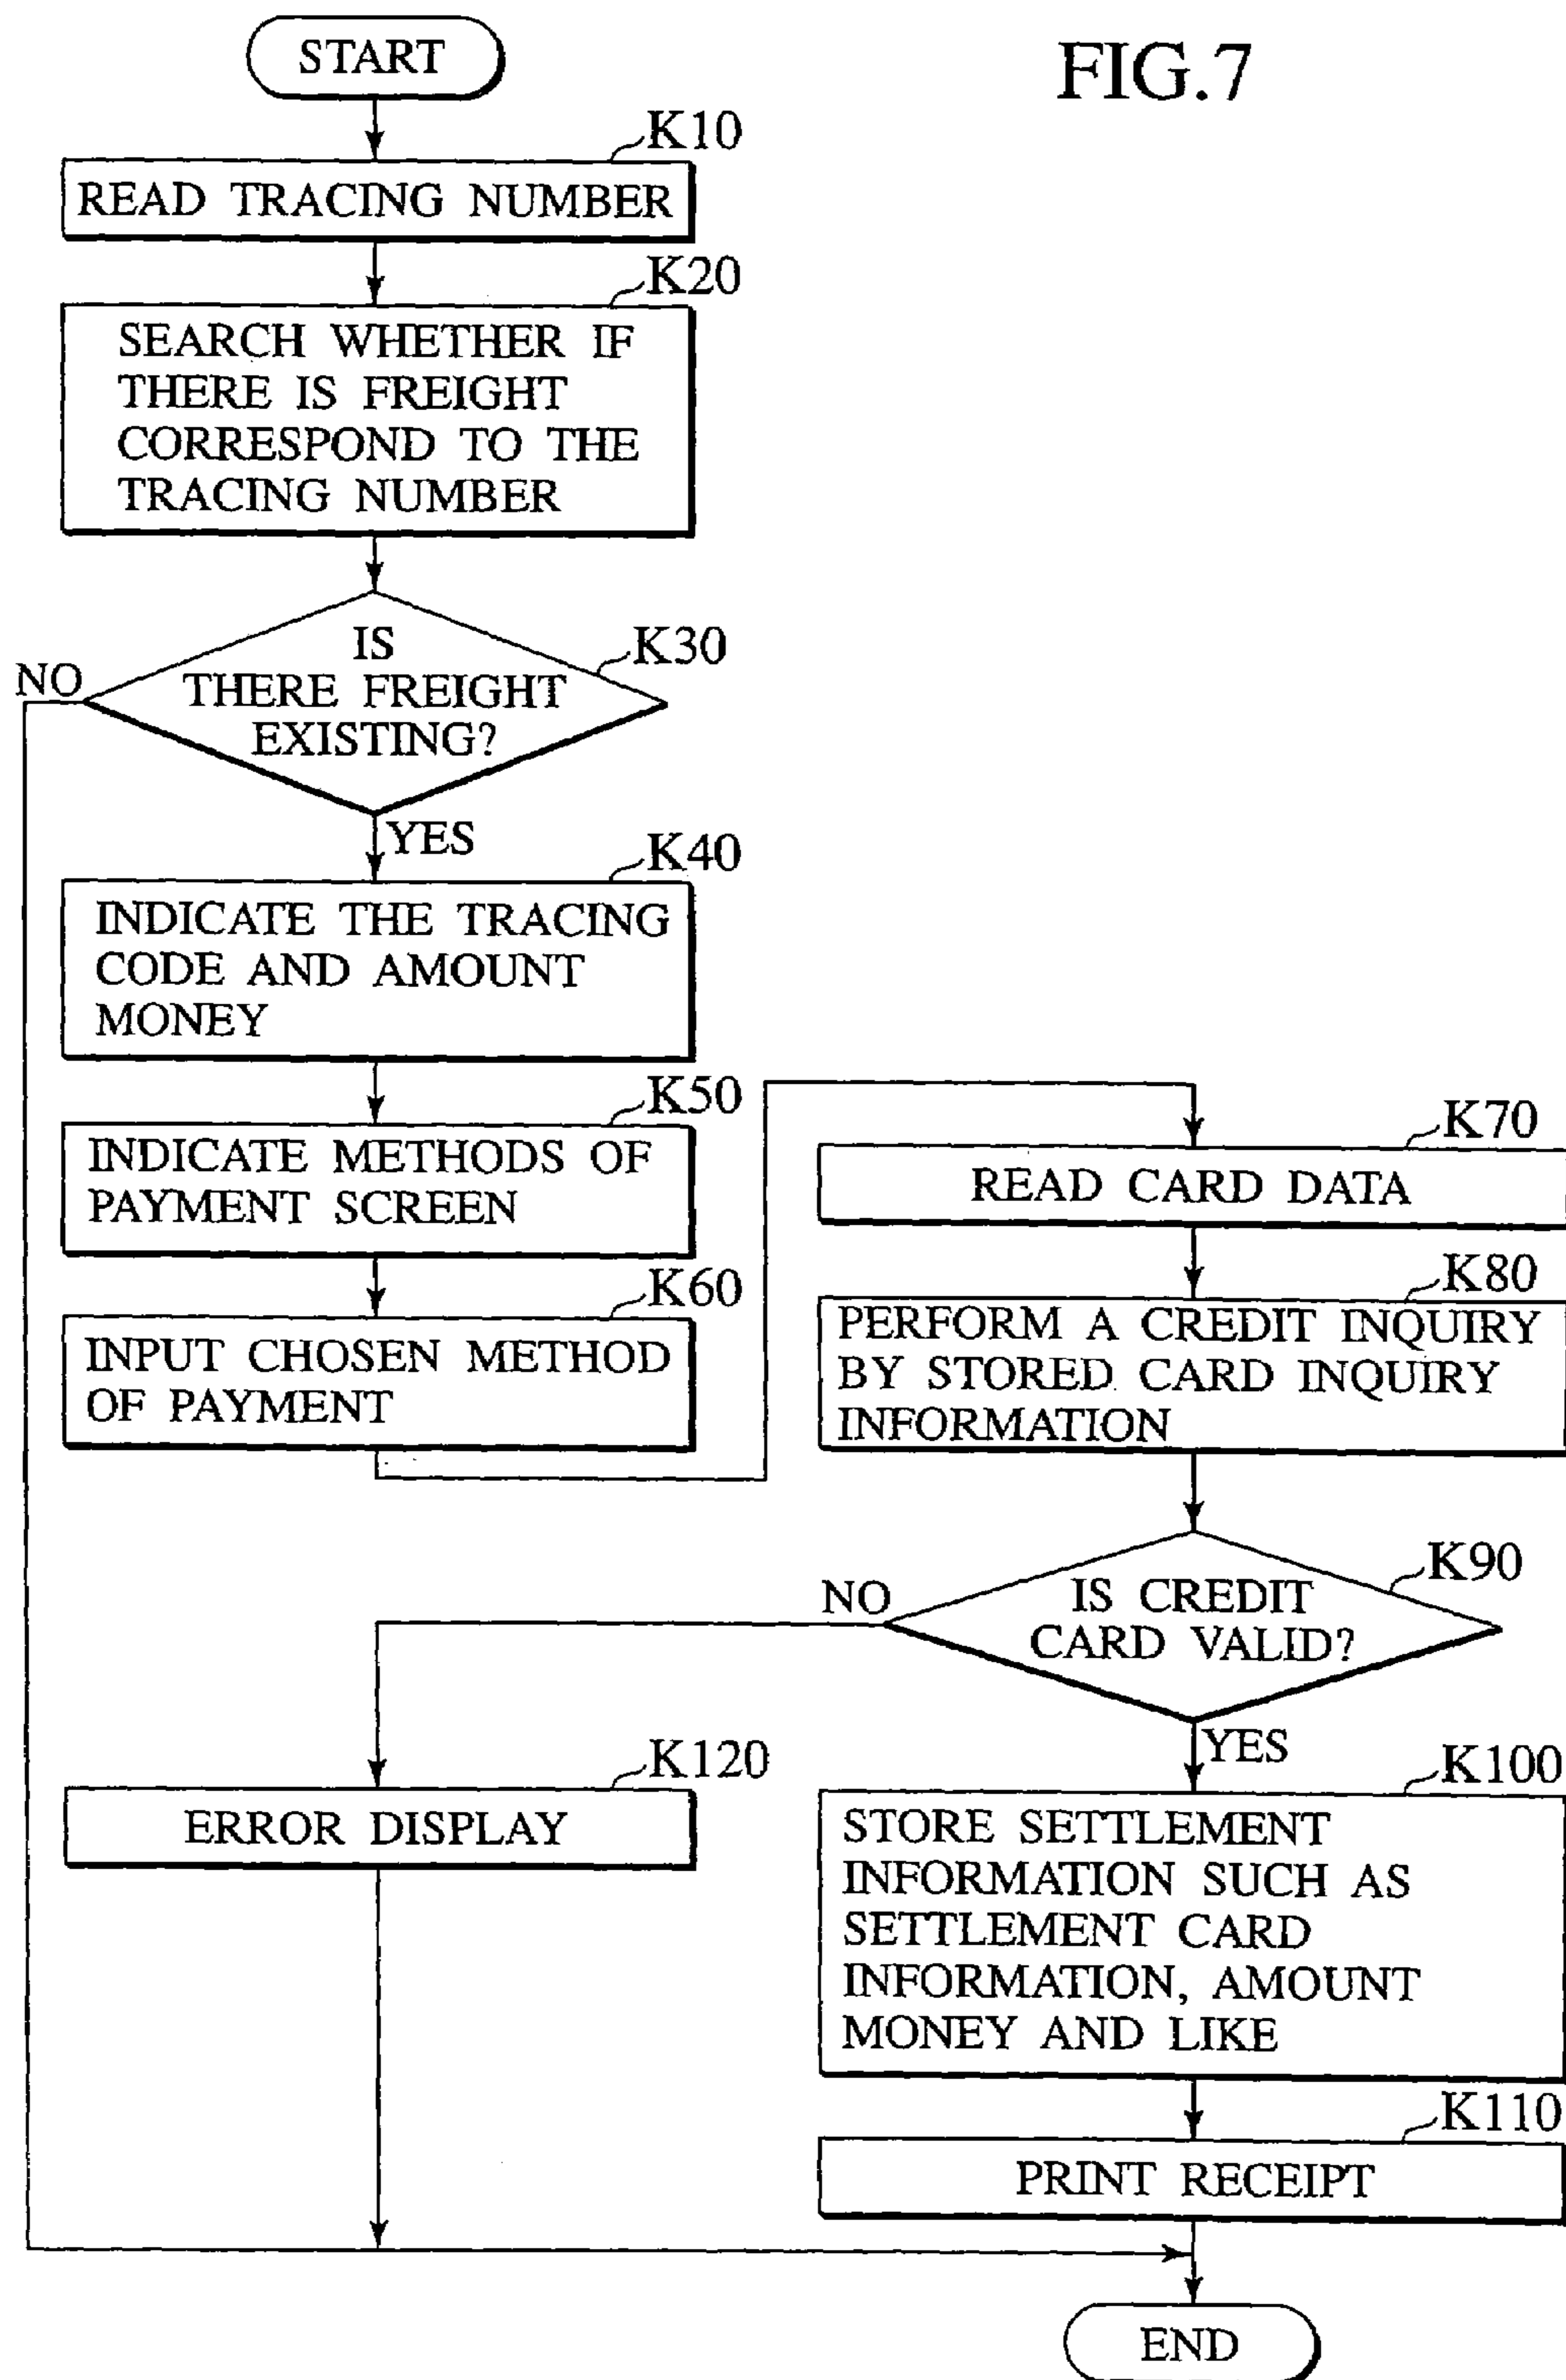 FIG.7
START
K10
READ TRACING NUMBER
K20
SEARCH WHETHER IF
THERE IS FREIGHT
CORRESPOND TO THE
TRACING NUMBER
K30
IS
THERE FREIGHT
EXISTING?
NO
YES
K40
INDICATE THE TRACING
CODE AND AMOUNT
MONEY
K50
INDICATE METHODS OF
PAYMENT SCREEN
K60
INPUT CHOSEN METHOD
OF PAYMENT
K70
READ CARD DATA
K80
PERFORM A CREDIT INQUIRY
BY STORED CARD INQUIRY
INFORMATION
K90
IS CREDIT
CARD VALID?
NO
YES
K120
ERROR DISPLAY
K100
STORE SETTLEMENT
INFORMATION SUCH AS
SETTLEMENT CARD
INFORMATION, AMOUNT
MONEY AND LIKE
K110
PRINT RECEIPT
END